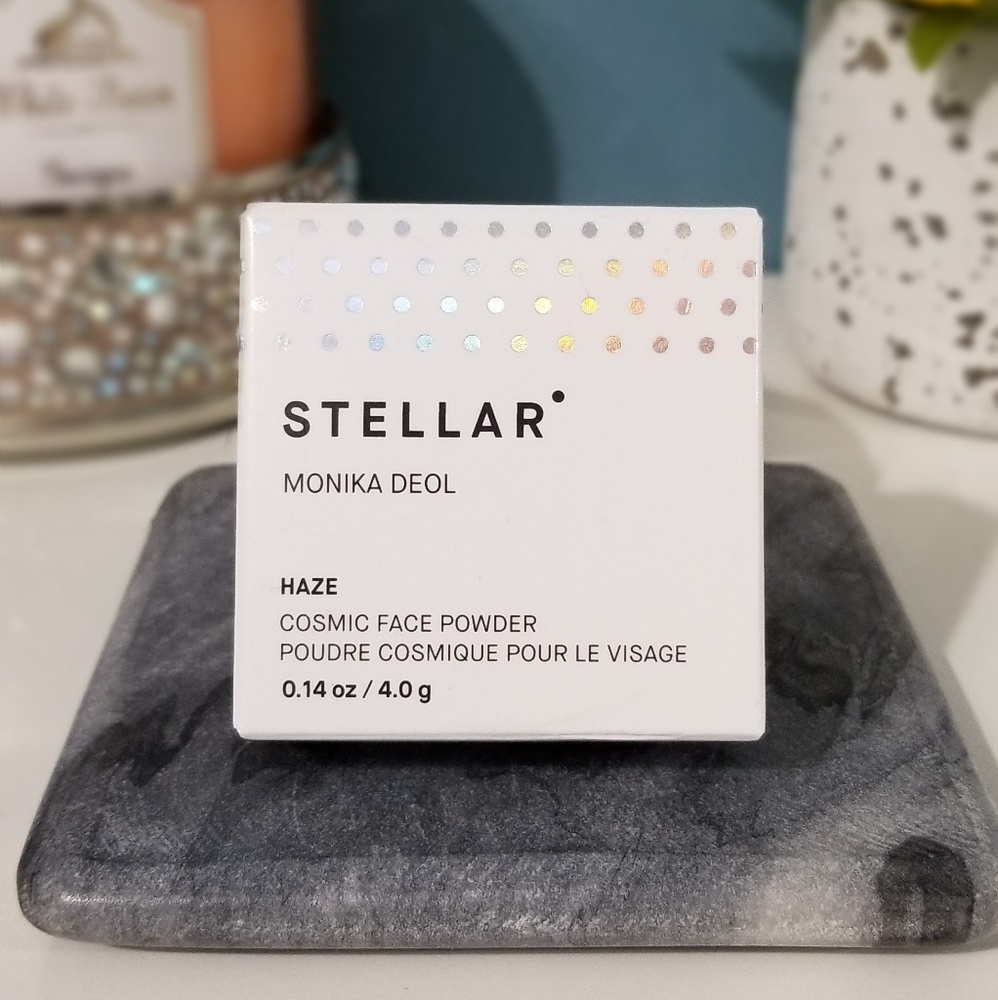 STELLAR•
MONIKA DEOL
HAZE
COSMIC FACE POWDER
POUDRE COSMIQUE POUR LE VISAGE
0.14 oz / 4.0 g